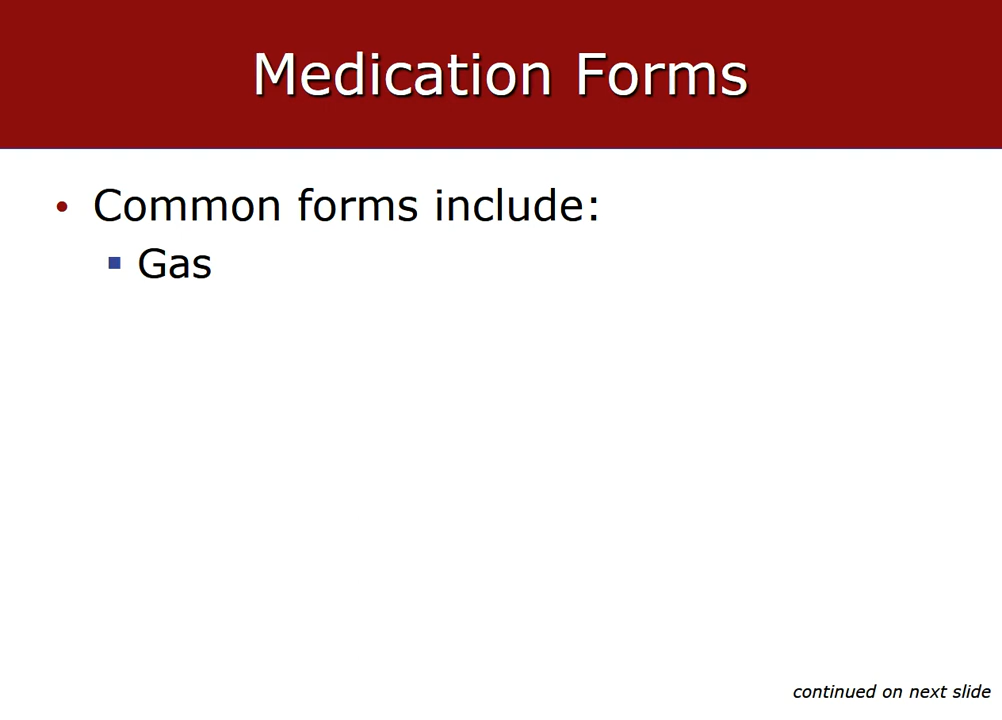 Medication Forms
• Common forms include:
▪ Gas
continued on next slide